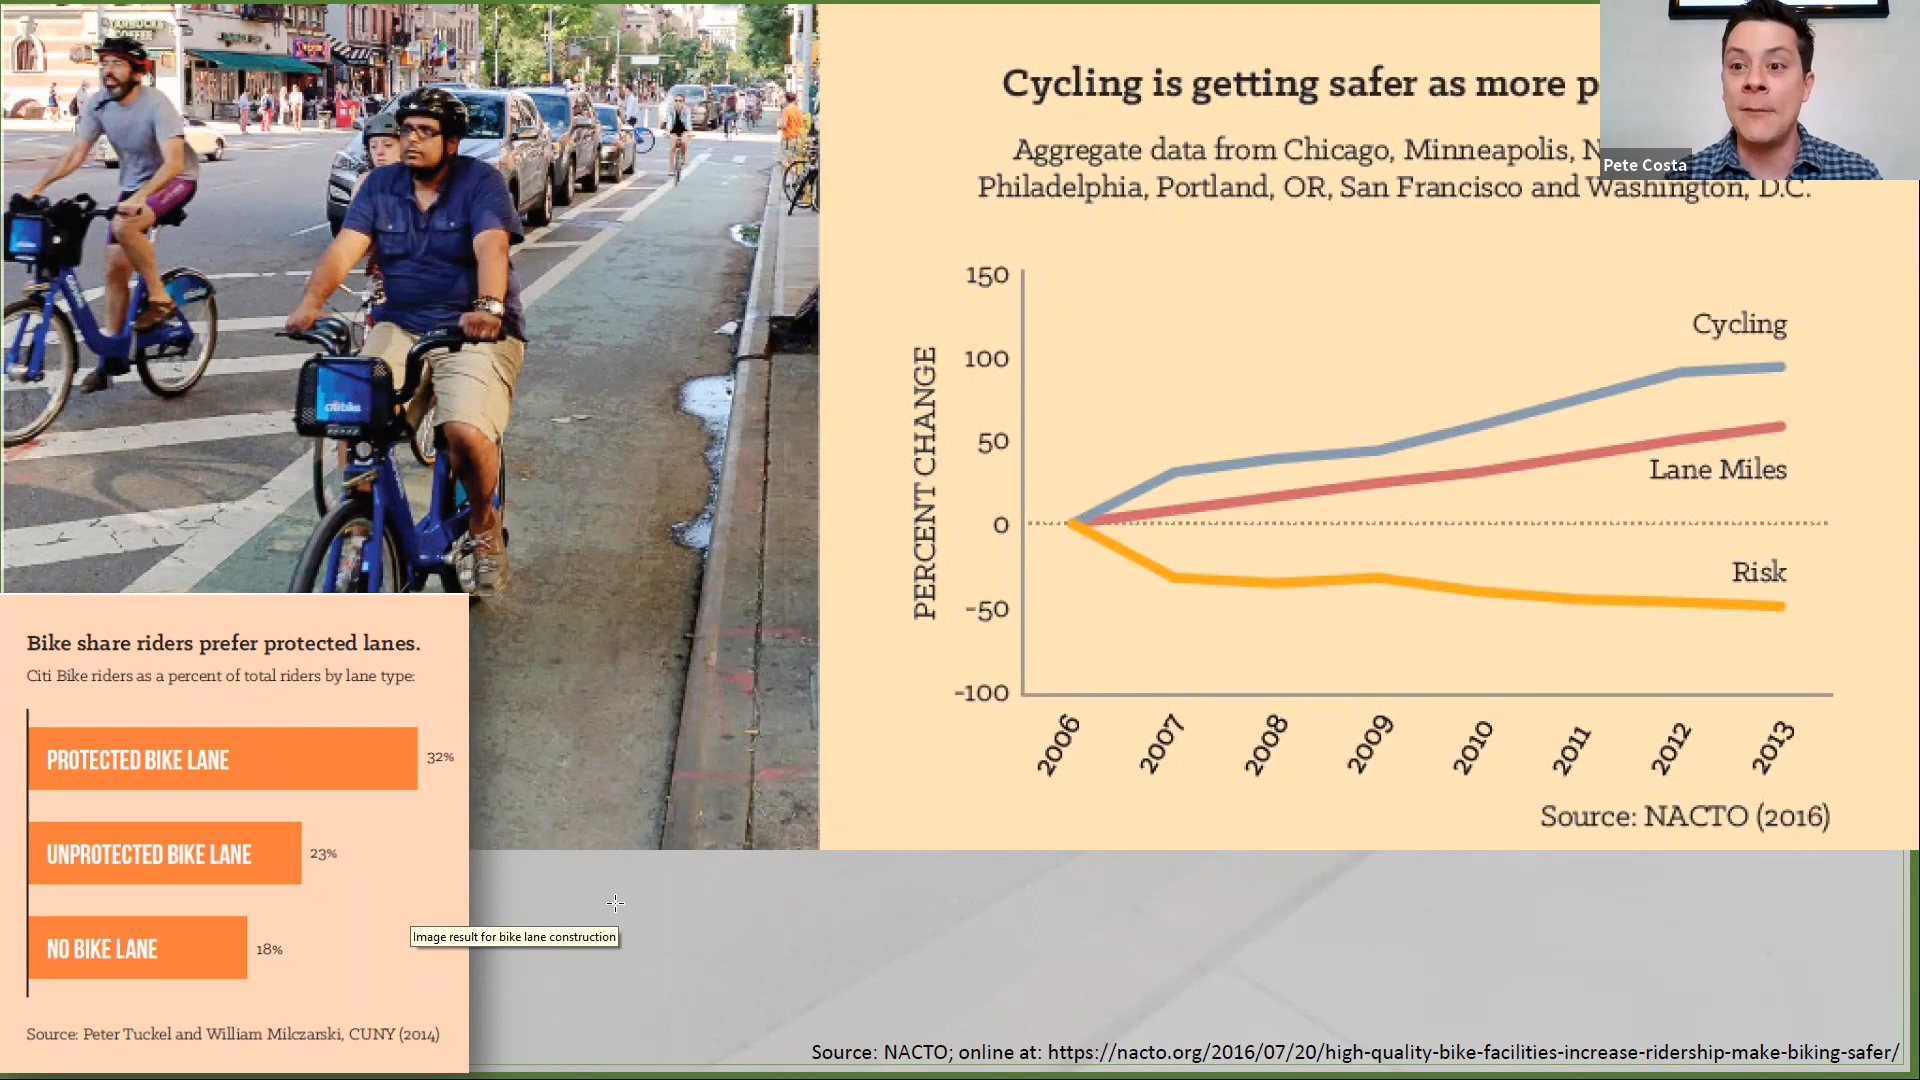 STARBUCKS
COFFEE
citibike
Cycling is getting safer as more p
Aggregate data from Chicago, Minneapolis, N
Philadelphia, Portland, OR, San Francisco and Washington, D.C.
Pete Costa
PERCENT CHANGE
150
100
50
0
-50
-100
Cycling
Lane Miles
Risk
2006
2007
2008
2009
2010
2011
2012
2013
Source: NACTO (2016)
Bike share riders prefer protected lanes.
Citi Bike riders as a percent of total riders by lane type:
PROTECTED BIKE LANE 32%
UNPROTECTED BIKE LANE 23%
NO BIKE LANE 18%
Source: Peter Tuckel and William Milczarski, CUNY (2014)
Image result for bike lane construction
Source: NACTO; online at: https://nacto.org/2016/07/20/high-quality-bike-facilities-increase-ridership-make-biking-safer/